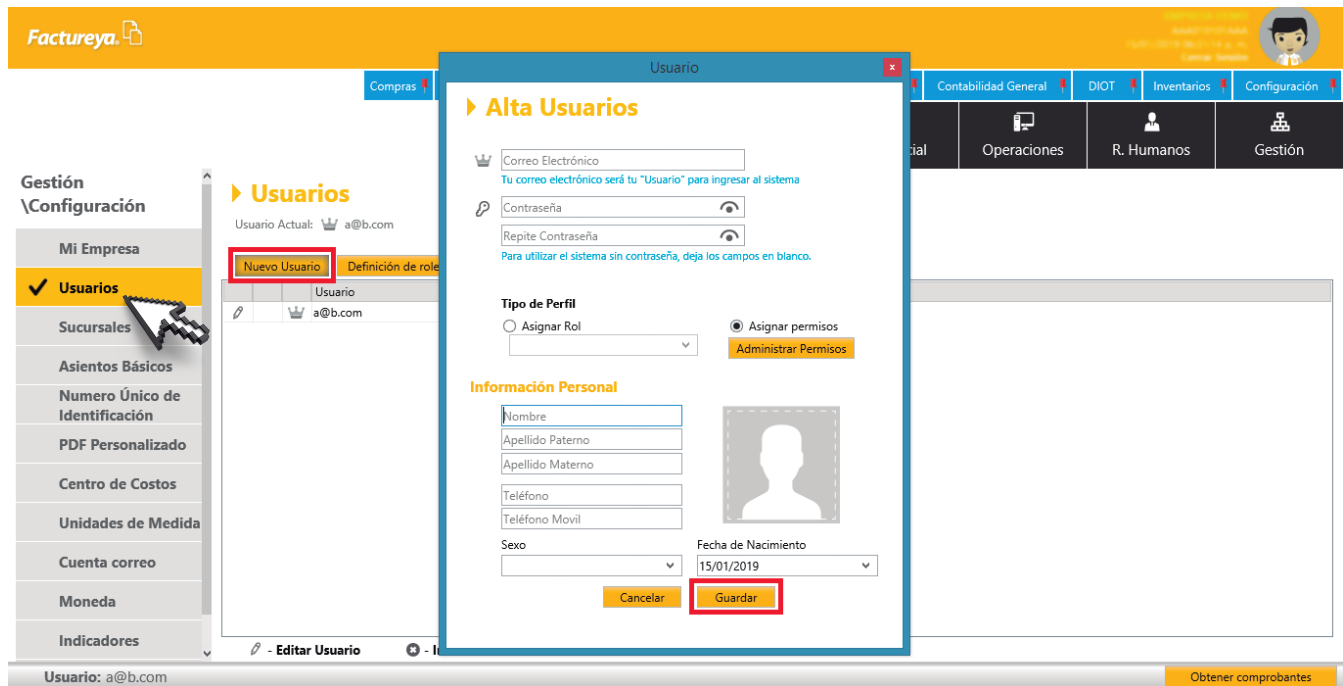 Factureya.
Cerrar Sesión
Compras
Contabilidad General
DIOT
Inventarios
Configuración
Operaciones
R. Humanos
Gestión
Gestión
\Configuración
Mi Empresa
Usuarios
Sucursales
Asientos Básicos
Numero Único de
Identificación
PDF Personalizado
Centro de Costos
Unidades de Medida
Cuenta correo
Moneda
Indicadores
Usuarios
Usuario Actual: a@b.com
Nuevo Usuario
Definición de role
Usuario
a@b.com
- Editar Usuario
Usuario
x
Alta Usuarios
Correo Electrónico
Tu correo electrónico será tu "Usuario" para ingresar al sistema
Contraseña
Repite Contraseña
Para utilizar el sistema sin contraseña, deja los campos en blanco.
Tipo de Perfil
Asignar Rol
Asignar permisos
Administrar Permisos
Información Personal
Nombre
Apellido Paterno
Apellido Materno
Teléfono
Teléfono Movil
Sexo
Fecha de Nacimiento
15/01/2019
Cancelar
Guardar
Usuario: a@b.com
Obtener comprobantes